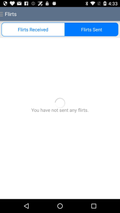 4:33
Flirts
Flirts Received
Flirts Sent
You have not sent any flirts.